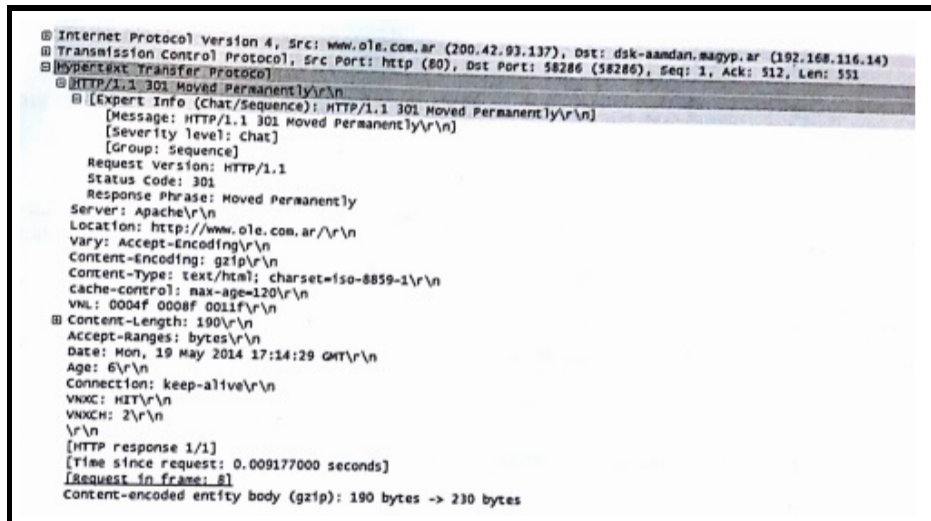 Internet Protocol Version 4, Src: www.ole.com.ar (200.42.93.137), Dst: dsk-aamdan.magyp.ar (192.168.116.14)
Transmission Control Protocol, Src Port: http (80), Dst Port: 58286 (58286), Seq: 1, Ack: 512, Len: 551
Hypertext Transfer Protocol
HTTP/1.1 301 Moved Permanently\r\n
[Expert Info (Chat/Sequence): HTTP/1.1 301 Moved Permanently\r\n]
[Message: HTTP/1.1 301 Moved Permanently\r\n]
[Severity level: Chat]
[Group: Sequence]
Request Version: HTTP/1.1
Status Code: 301
Response Phrase: Moved Permanently
Server: Apache\r\n
Location: http://www.ole.com.ar/\r\n
Vary: Accept-Encoding\r\n
Content-Encoding: gzip\r\n
Content-Type: text/html; charset=iso-8859-1\r\n
cache-control: max-age=120\r\n
VNL: 0004f 0008f 0011f\r\n
Content-Length: 190\r\n
Accept-Ranges: bytes\r\n
Date: Mon, 19 May 2014 17:14:29 GMT\r\n
Age: 6\r\n
Connection: keep-alive\r\n
VNXC: HIT\r\n
VNXCH: 2\r\n
\r\n
[HTTP response 1/1]
[Time since request: 0.009177000 seconds]
[Request in frame: 8]
Content-encoded entity body (gzip): 190 bytes -> 230 bytes